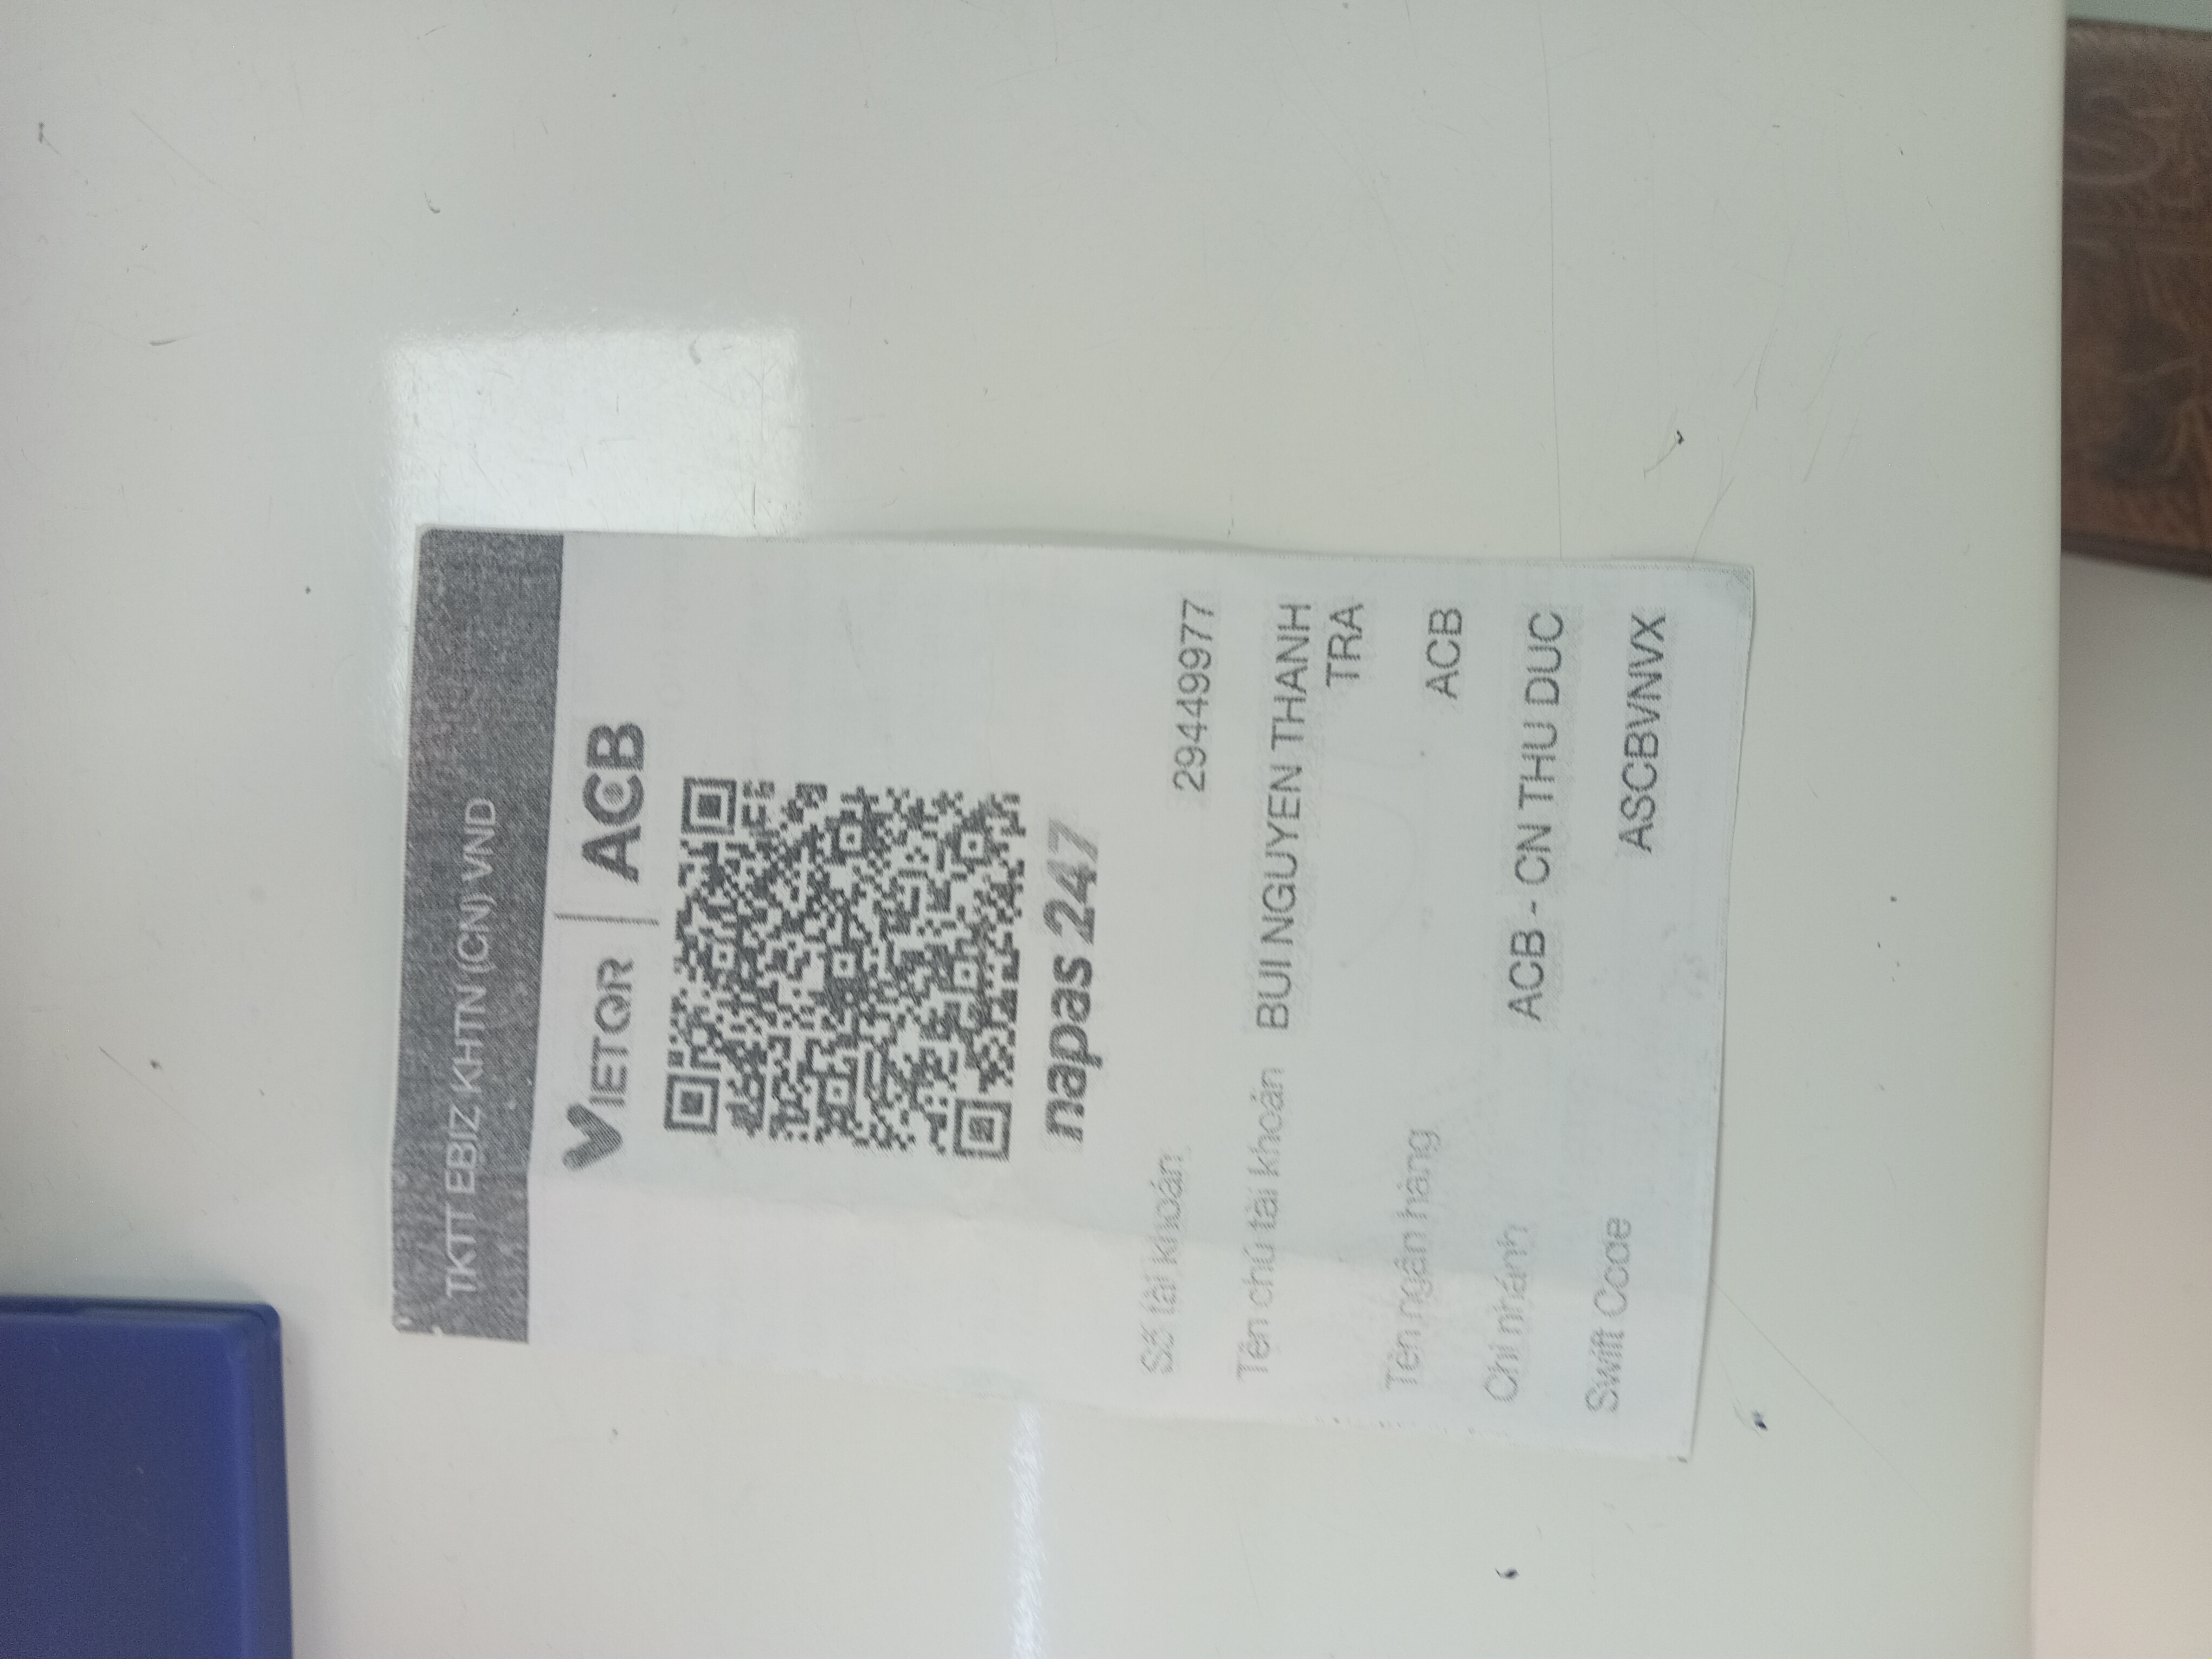 TKTT EBIZ KHTN (CN) VND
VIETQR | ACB
napas 247
Số tài khoản 29449977
Tên chủ tài khoản BUI NGUYEN THANH
TRA
Tên ngân hàng ACB
Chi nhánh ACB - CN THU DUC
Swift Code ASCBVNVX